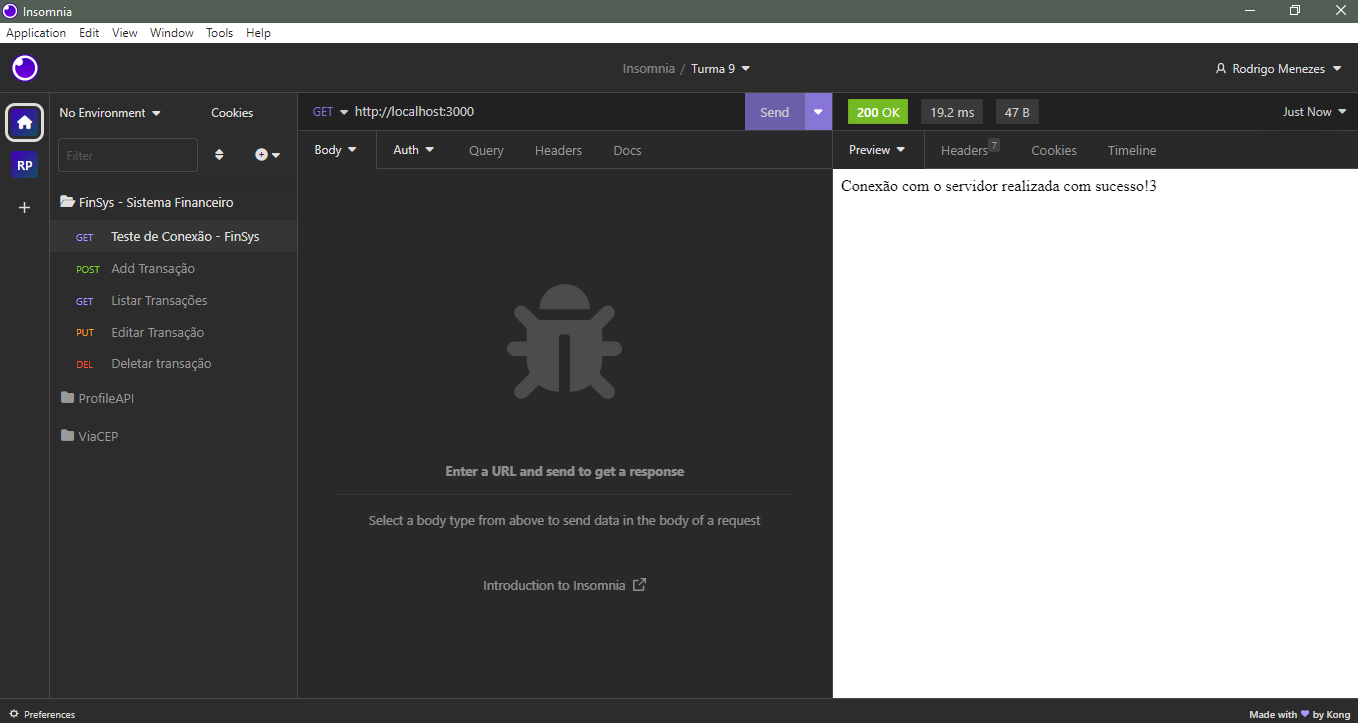 Insomnia
Application Edit View Window Tools Help
Insomnia / Turma 9
Rodrigo Menezes
RP
No Environment Cookies
Filter
FinSys - Sistema Financeiro
GET Teste de Conexão - FinSys
POST Add Transação
GET Listar Transações
PUT Editar Transação
DEL Deletar transação
ProfileAPI
ViaCEP
GET http://localhost:3000 Send
Body Auth Query Headers Docs
Enter a URL and send to get a response
Select a body type from above to send data in the body of a request
Introduction to Insomnia
200 OK 19.2 ms 47 B Just Now
Preview Headers 7 Cookies Timeline
Conexão com o servidor realizada com sucesso!3
Preferences
Made with by Kong